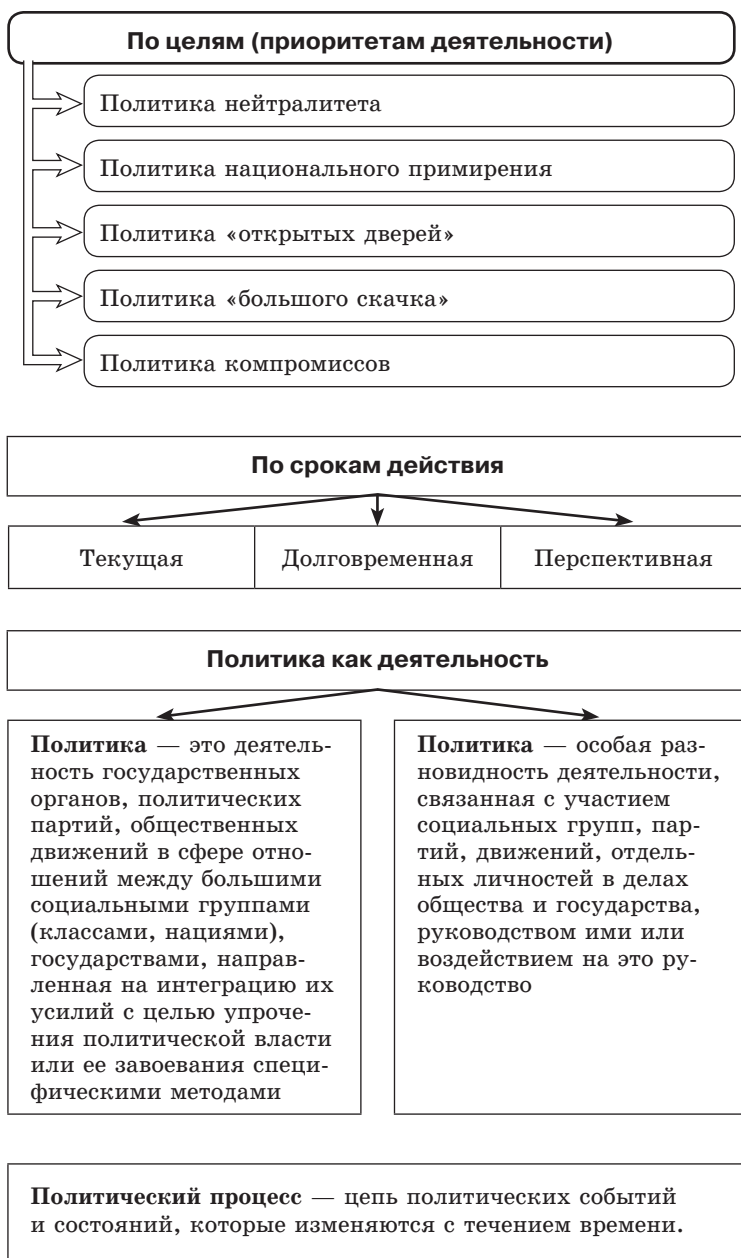 По целям (приоритетам деятельности)
Политика нейтралитета
Политика национального примирения
Политика «открытых дверей»
Политика «большого скачка»
Политика компромиссов
По срокам действия
Текущая
Долговременная
Перспективная
Политика как деятельность
Политика — это деятель-
ность государственных
органов, политических
партий, общественных
движений в сфере отно-
шений между большими
социальными группами
(классами, нациями),
государствами, направ-
ленная на интеграцию их
усилий с целью упроче-
ния политической власти
или ее завоевания специ-
фическими методами
Политика — особая раз-
новидность деятельности,
связанная с участием
социальных групп, пар-
тий, движений, отдель-
ных личностей в делах
общества и государства,
руководством ими или
воздействием на это ру-
ководство
Политический процесс — цепь политических событий
и состояний, которые изменяются с течением времени.